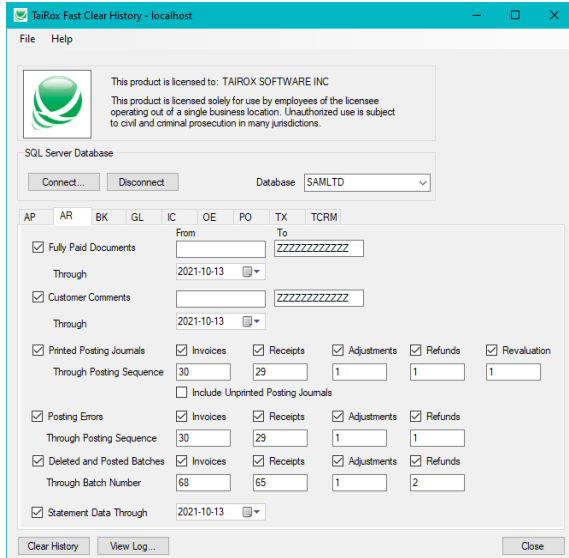 TaiRox Fast Clear History - localhost
File Help
This product is licensed to: TAIROX SOFTWARE INC
This product is licensed solely for use by employees of the licensee
operating out of a single business location. Unauthorized use is subject
to civil and criminal prosecution in many jurisdictions.
SQL Server Database
Connect... Disconnect Database SAMLTD
AP AR BK GL IC OE PO TX TCRM
From To
Fully Paid Documents ZZZZZZZZZZZZ
Through 2021-10-13
Customer Comments ZZZZZZZZZZZZ
Through 2021-10-13
Printed Posting Journals Invoices Receipts Adjustments Refunds Revaluation
Through Posting Sequence 30 29 1 1 1
Include Unprinted Posting Journals
Posting Errors Invoices Receipts Adjustments Refunds
Through Posting Sequence 30 29 1 1
Deleted and Posted Batches Invoices Receipts Adjustments Refunds
Through Batch Number 68 65 1 2
Statement Data Through 2021-10-13
Clear History View Log... Close